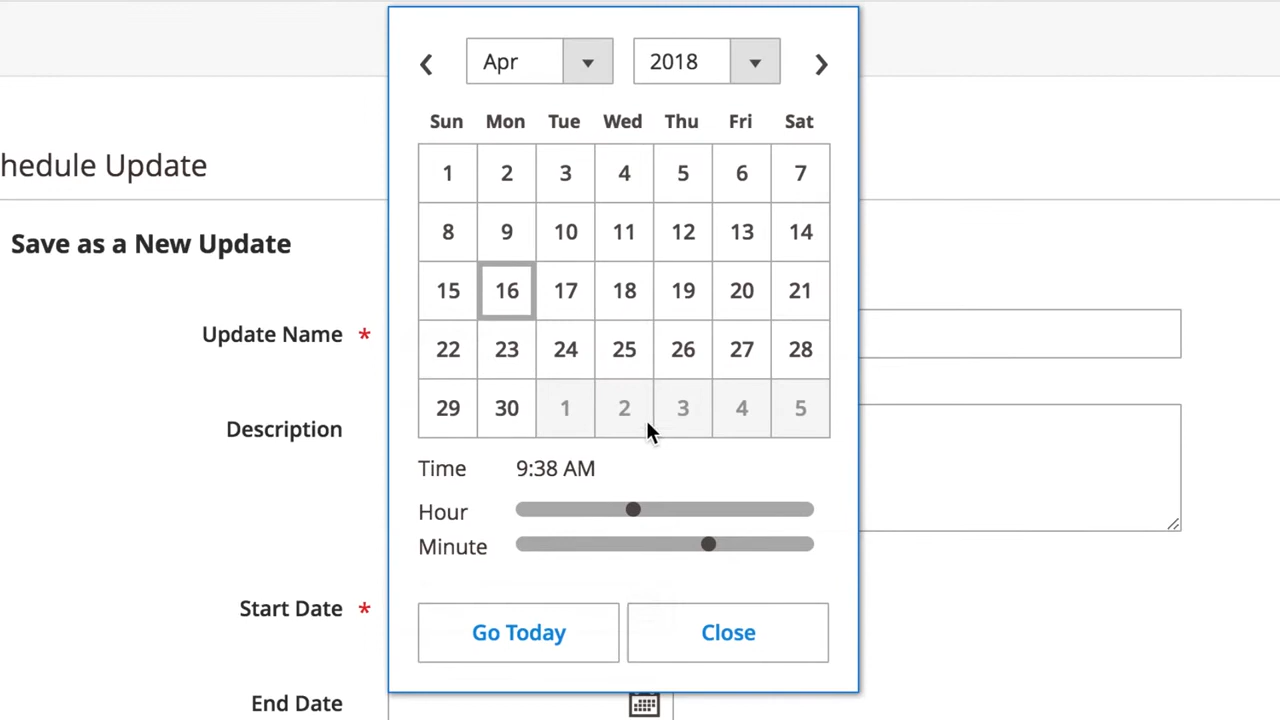 Apr 2018
Sun Mon Tue Wed Thu Fri Sat
1 2 3 4 5 6 7
8 9 10 11 12 13 14
15 16 17 18 19 20 21
22 23 24 25 26 27 28
29 30 1 2 3 4 5
Time 9:38 AM
Hour
Minute
Go Today Close
hedule Update
Save as a New Update
Update Name *
Description
Start Date *
End Date